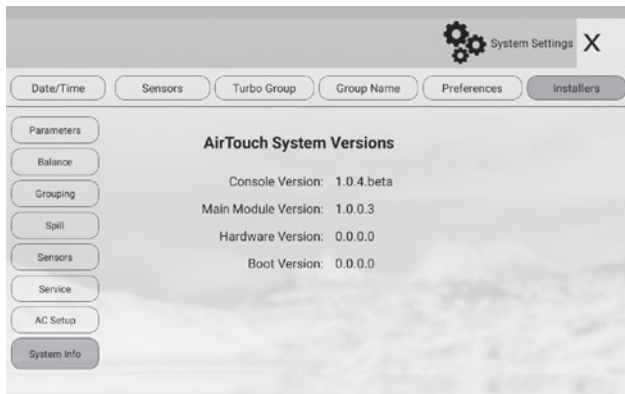 System Settings X
Date/Time Sensors Turbo Group Group Name Preferences Installers
Parameters
Balance
Grouping
Spill
Sensors
Service
AC Setup
System Info
AirTouch System Versions
Console Version: 1.0.4.beta
Main Module Version: 1.0.0.3
Hardware Version: 0.0.0.0
Boot Version: 0.0.0.0